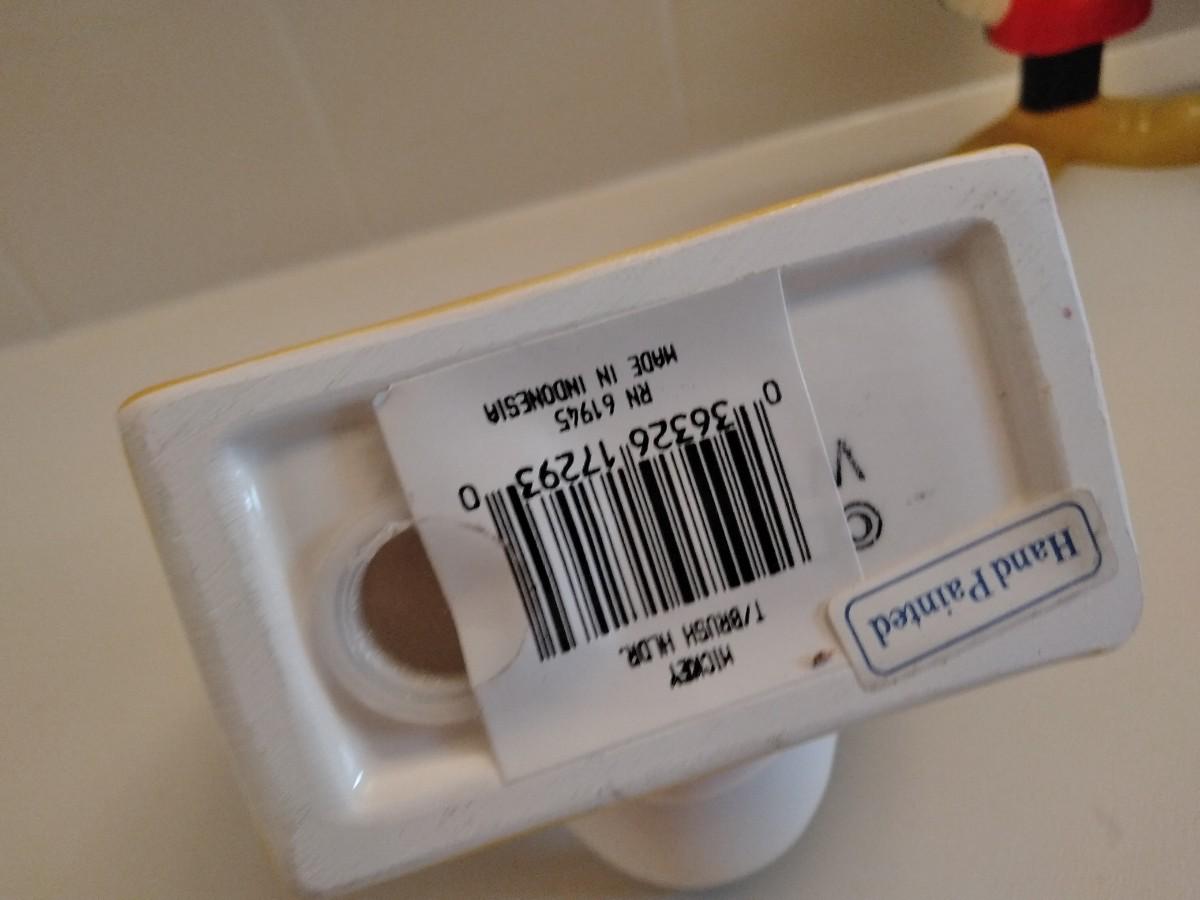 MICKEY
T/BRUSH HLDR.
0 36326 17293 0
RN 61945
MADE IN INDONESIA
Hand Painted
©